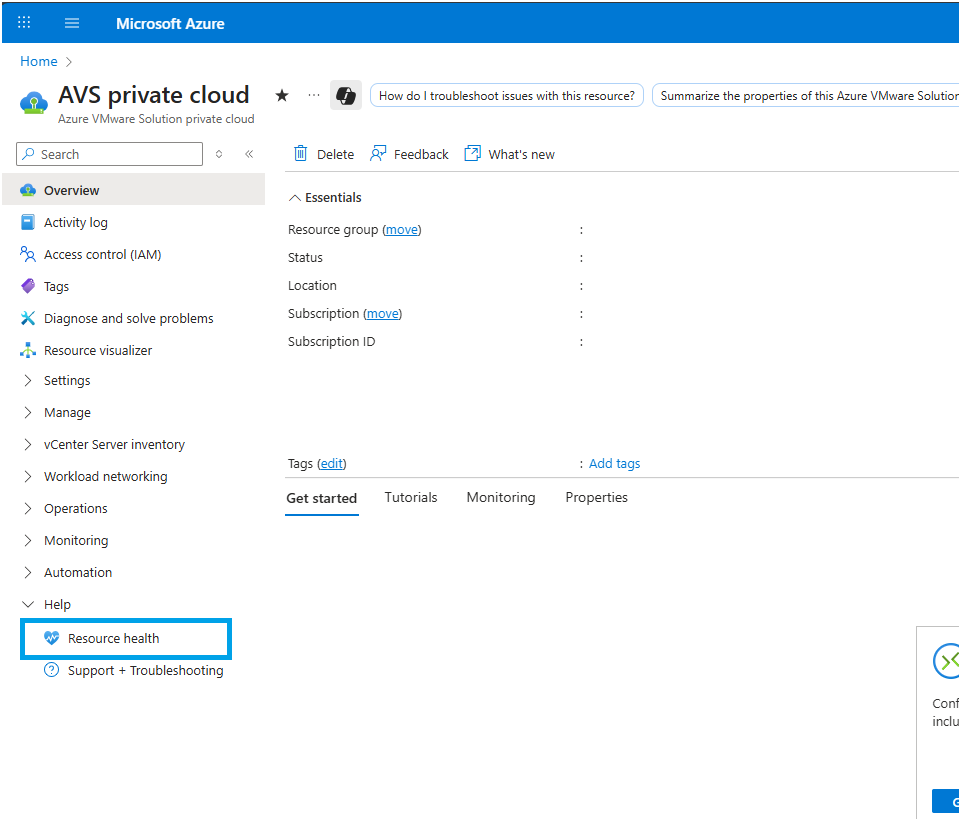 Microsoft Azure
Home
AVS private cloud
Azure VMware Solution private cloud
How do I troubleshoot issues with this resource?
Summarize the properties of this Azure VMware Solution
Search
Delete
Feedback
What's new
Overview
Activity log
Access control (IAM)
Tags
Diagnose and solve problems
Resource visualizer
Settings
Manage
vCenter Server inventory
Workload networking
Operations
Monitoring
Automation
Help
Resource health
Support + Troubleshooting
Essentials
Resource group (move) :
Status :
Location :
Subscription (move) :
Subscription ID :
Tags (edit) : Add tags
Get started
Tutorials
Monitoring
Properties
Conf
inclu